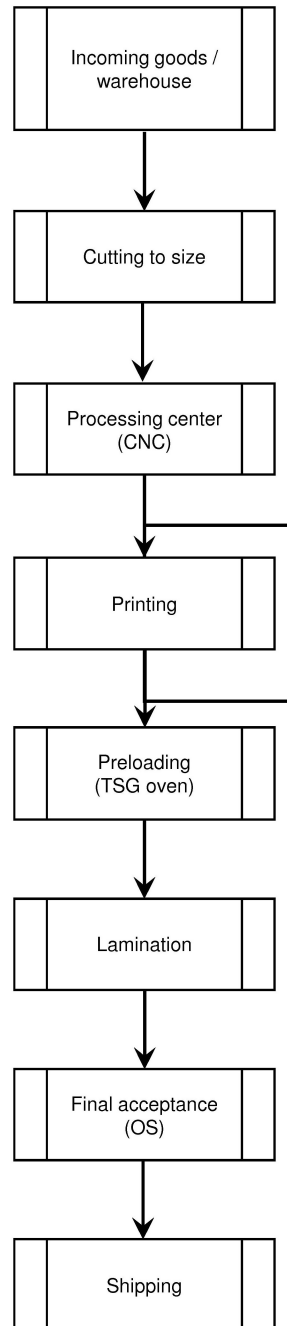 Incoming goods /
warehouse
Cutting to size
Processing center
(CNC)
Printing
Preloading
(TSG oven)
Lamination
Final acceptance
(OS)
Shipping